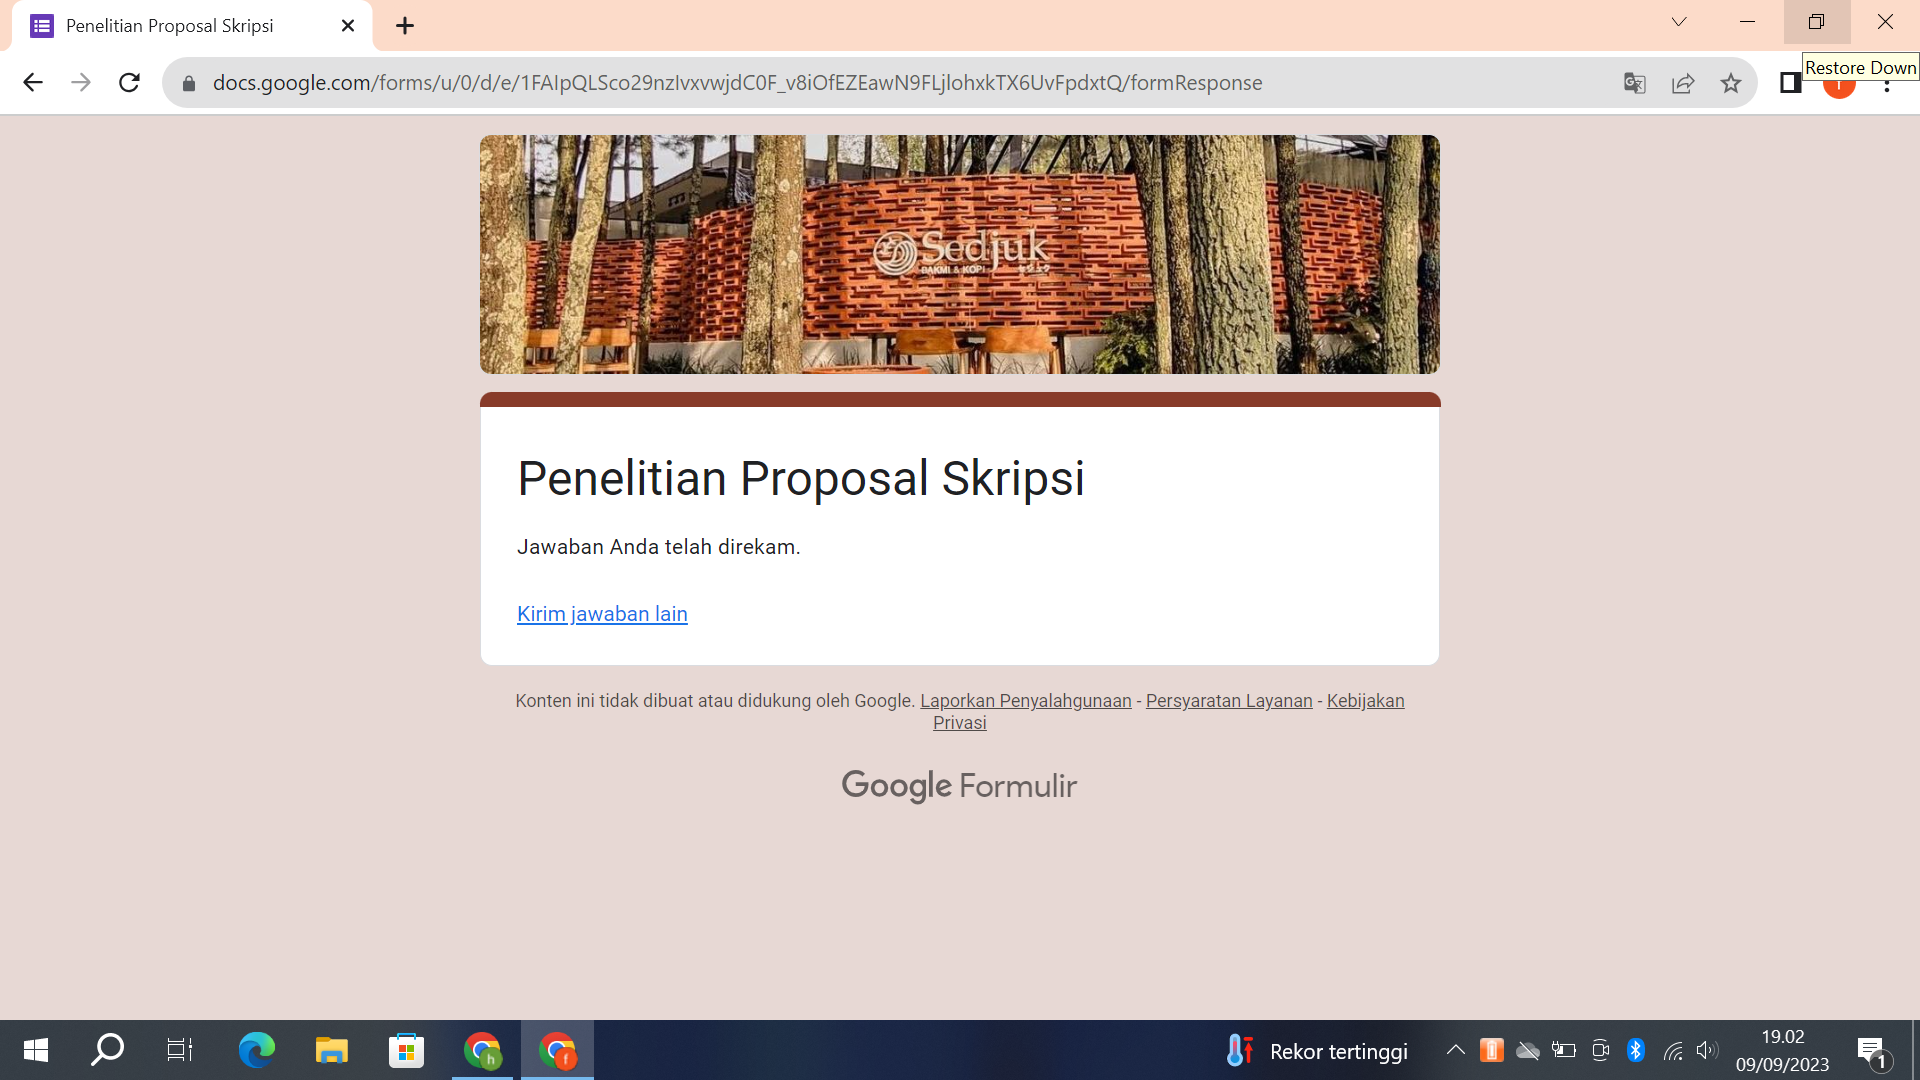 Penelitian Proposal Skripsi
docs.google.com/forms/u/0/d/e/1FAIpQLSco29nzIvxvwjdC0F_v8iOfEZEawN9FLjlohxkTX6UvFpdxtQ/formResponse
Restore Down
Sedjuk
BAKMI & KOPI
Penelitian Proposal Skripsi
Jawaban Anda telah direkam.
Kirim jawaban lain
Konten ini tidak dibuat atau didukung oleh Google. Laporkan Penyalahgunaan - Persyaratan Layanan - Kebijakan
Privasi
Google Formulir
h
f
Rekor tertinggi
19.02
09/09/2023
1